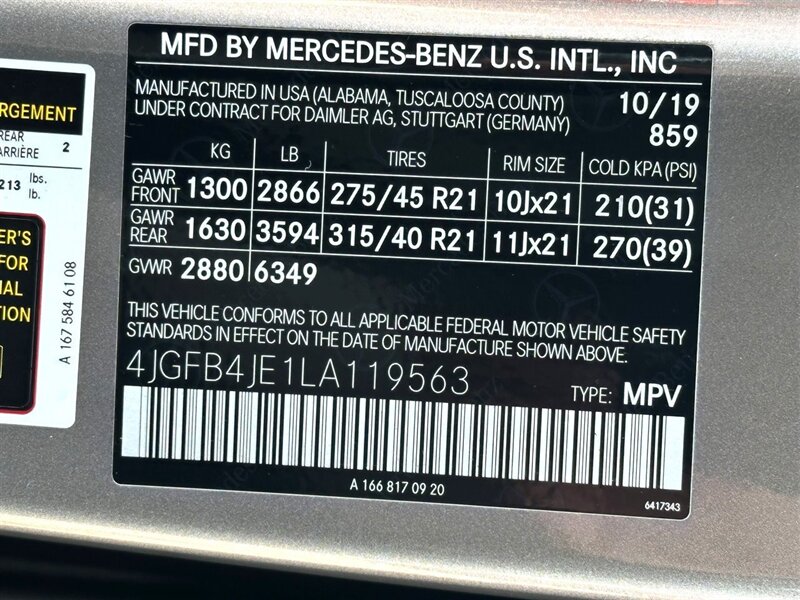 MFD BY MERCEDES-BENZ U.S. INTL., INC
MANUFACTURED IN USA (ALABAMA, TUSCALOOSA COUNTY) 10/19
UNDER CONTRACT FOR DAIMLER AG, STUTTGART (GERMANY) 859
KG LB TIRES RIM SIZE COLD KPA (PSI)
GAWR FRONT 1300 2866 275/45 R21 10Jx21 210(31)
GAWR REAR 1630 3594 315/40 R21 11Jx21 270(39)
GVWR 2880 6349
THIS VEHICLE CONFORMS TO ALL APPLICABLE FEDERAL MOTOR VEHICLE SAFETY
STANDARDS IN EFFECT ON THE DATE OF MANUFACTURE SHOWN ABOVE.
4JGFB4JE1LA119563
TYPE: MPV
A 166 817 09 20
6417343
RGEMENT
REAR
ARRIÈRE 2
213 lbs.
lb.
ER'S
FOR
IAL
TION
A 167 584 61 08